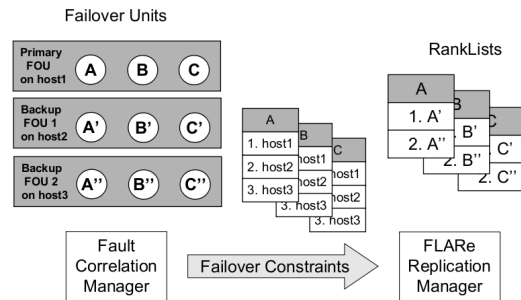 Failover Units
Primary
FOU
on host1
A B C
Backup
FOU 1
on host2
A' B' C'
Backup
FOU 2
on host3
A'' B'' C''
A
1. host1
2. host2
3. host3
host1
host2
3. host3
C
host1
host2
3. host3
RankLists
A
1. A'
2. A''
B
B'
2. B''
C
C'
2. C''
Fault
Correlation
Manager
Failover Constraints
FLARe
Replication
Manager